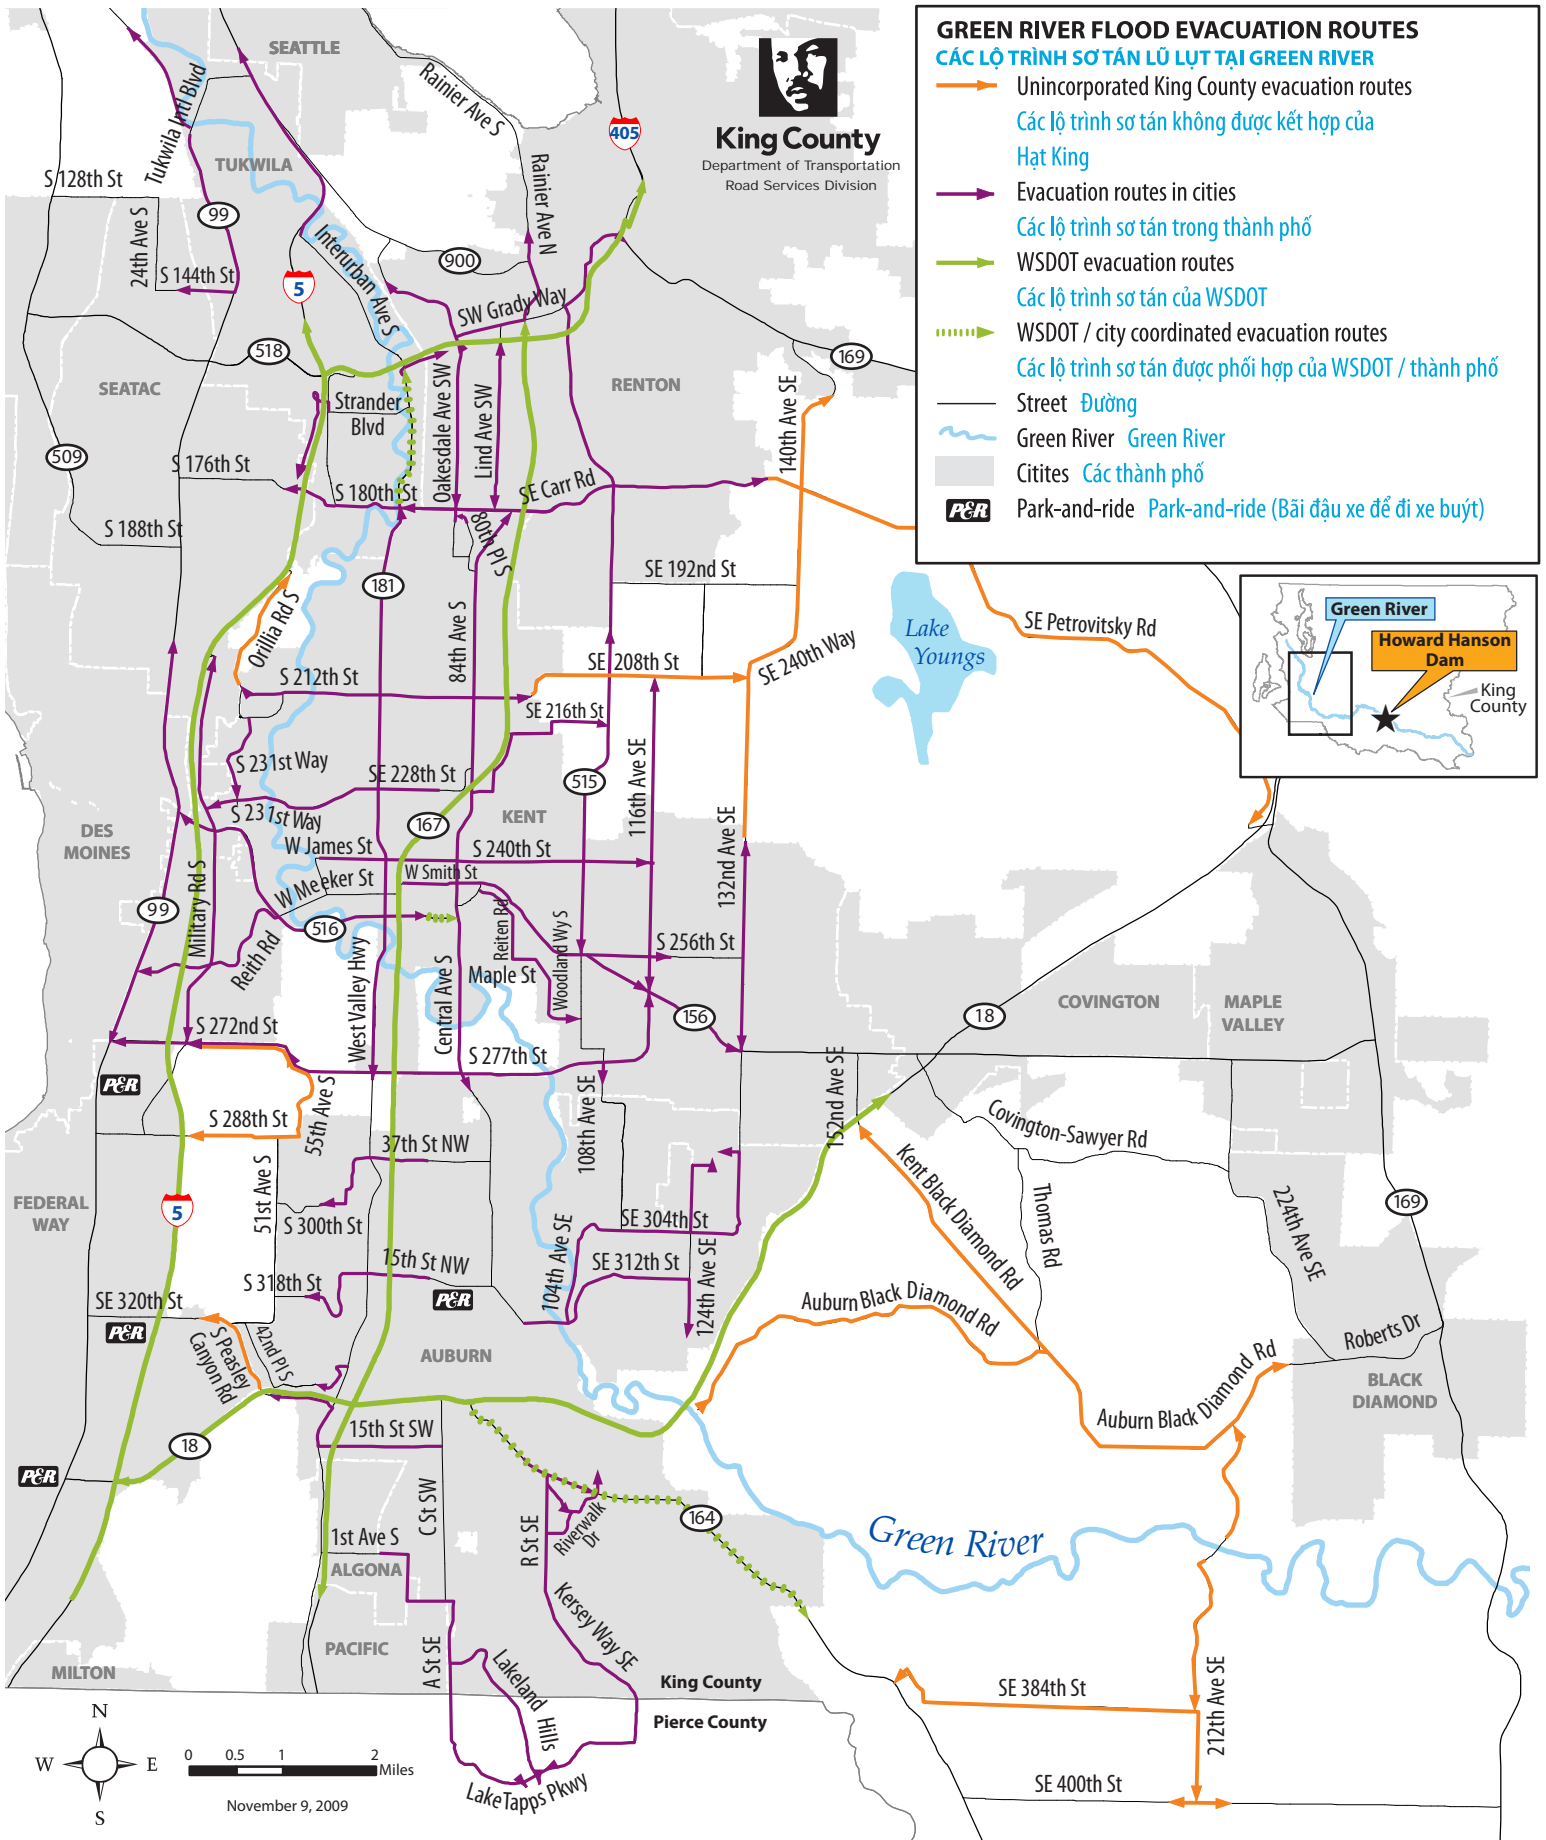 GREEN RIVER FLOOD EVACUATION ROUTES
CÁC LỘ TRÌNH SƠ TÁN LŨ LỤT TẠI GREEN RIVER
Unincorporated King County evacuation routes
Các lộ trình sơ tán không được kết hợp của
Hạt King
Evacuation routes in cities
Các lộ trình sơ tán trong thành phố
WSDOT evacuation routes
Các lộ trình sơ tán của WSDOT
WSDOT / city coordinated evacuation routes
Các lộ trình sơ tán được phối hợp của WSDOT / thành phố
Street Đường
Green River Green River
Citites Các thành phố
P&R Park-and-ride Park-and-ride (Bãi đậu xe để đi xe buýt)
King County
Department of Transportation
Road Services Division
Green River
Howard Hanson
Dam
King
County
SEATTLE
Rainier Ave S
405
Tukwila Intl Blvd
TUKWILA
S 128th St
24th Ave S
99
Rainier Ave N
Interurban Ave S
900
S 144th St
5
SW Grady Way
518
169
SEATAC
RENTON
Strander
Blvd
Oakesdale Ave SW
Lind Ave SW
140th Ave SE
509
S 176th St
S 180th St
SE Carr Rd
S 188th St
80th Pl S
181
SE 192nd St
Orillia Rd S
84th Ave S
Lake
Youngs
SE Petrovitsky Rd
SE 240th Way
SE 208th St
S 212th St
SE 216th St
S 231st Way
SE 228th St
515
116th Ave SE
S 231st Way
KENT
167
DES
MOINES
W James St
S 240th St
132nd Ave SE
W Meeker St
W Smith St
Military Rd S
99
516
Reith Rd
Reiten Rd
Woodland Wy S
S 256th St
West Valley Hwy
Central Ave S
Maple St
COVINGTON
MAPLE
VALLEY
18
156
S 272nd St
S 277th St
P&R
55th Ave S
108th Ave SE
152nd Ave SE
S 288th St
37th St NW
Covington-Sawyer Rd
51st Ave S
Kent Black Diamond Rd
Thomas Rd
224th Ave SE
169
FEDERAL
WAY
5
S 300th St
SE 304th St
104th Ave SE
124th Ave SE
15th St NW
SE 312th St
S 318th St
P&R
SE 320th St
P&R
S Peasley
Canyon Rd
42nd Pl S
AUBURN
Auburn Black Diamond Rd
Roberts Dr
BLACK
DIAMOND
Auburn Black Diamond Rd
18
15th St SW
P&R
C St SW
R St SE
Riverwalk
Dr
164
Green River
1st Ave S
ALGONA
Kersey Way SE
PACIFIC
A St SE
Lakeland Hills
MILTON
King County
Pierce County
SE 384th St
212th Ave SE
SE 400th St
Lake Tapps Pkwy
N
W E
S
0 0.5 1 2
Miles
November 9, 2009